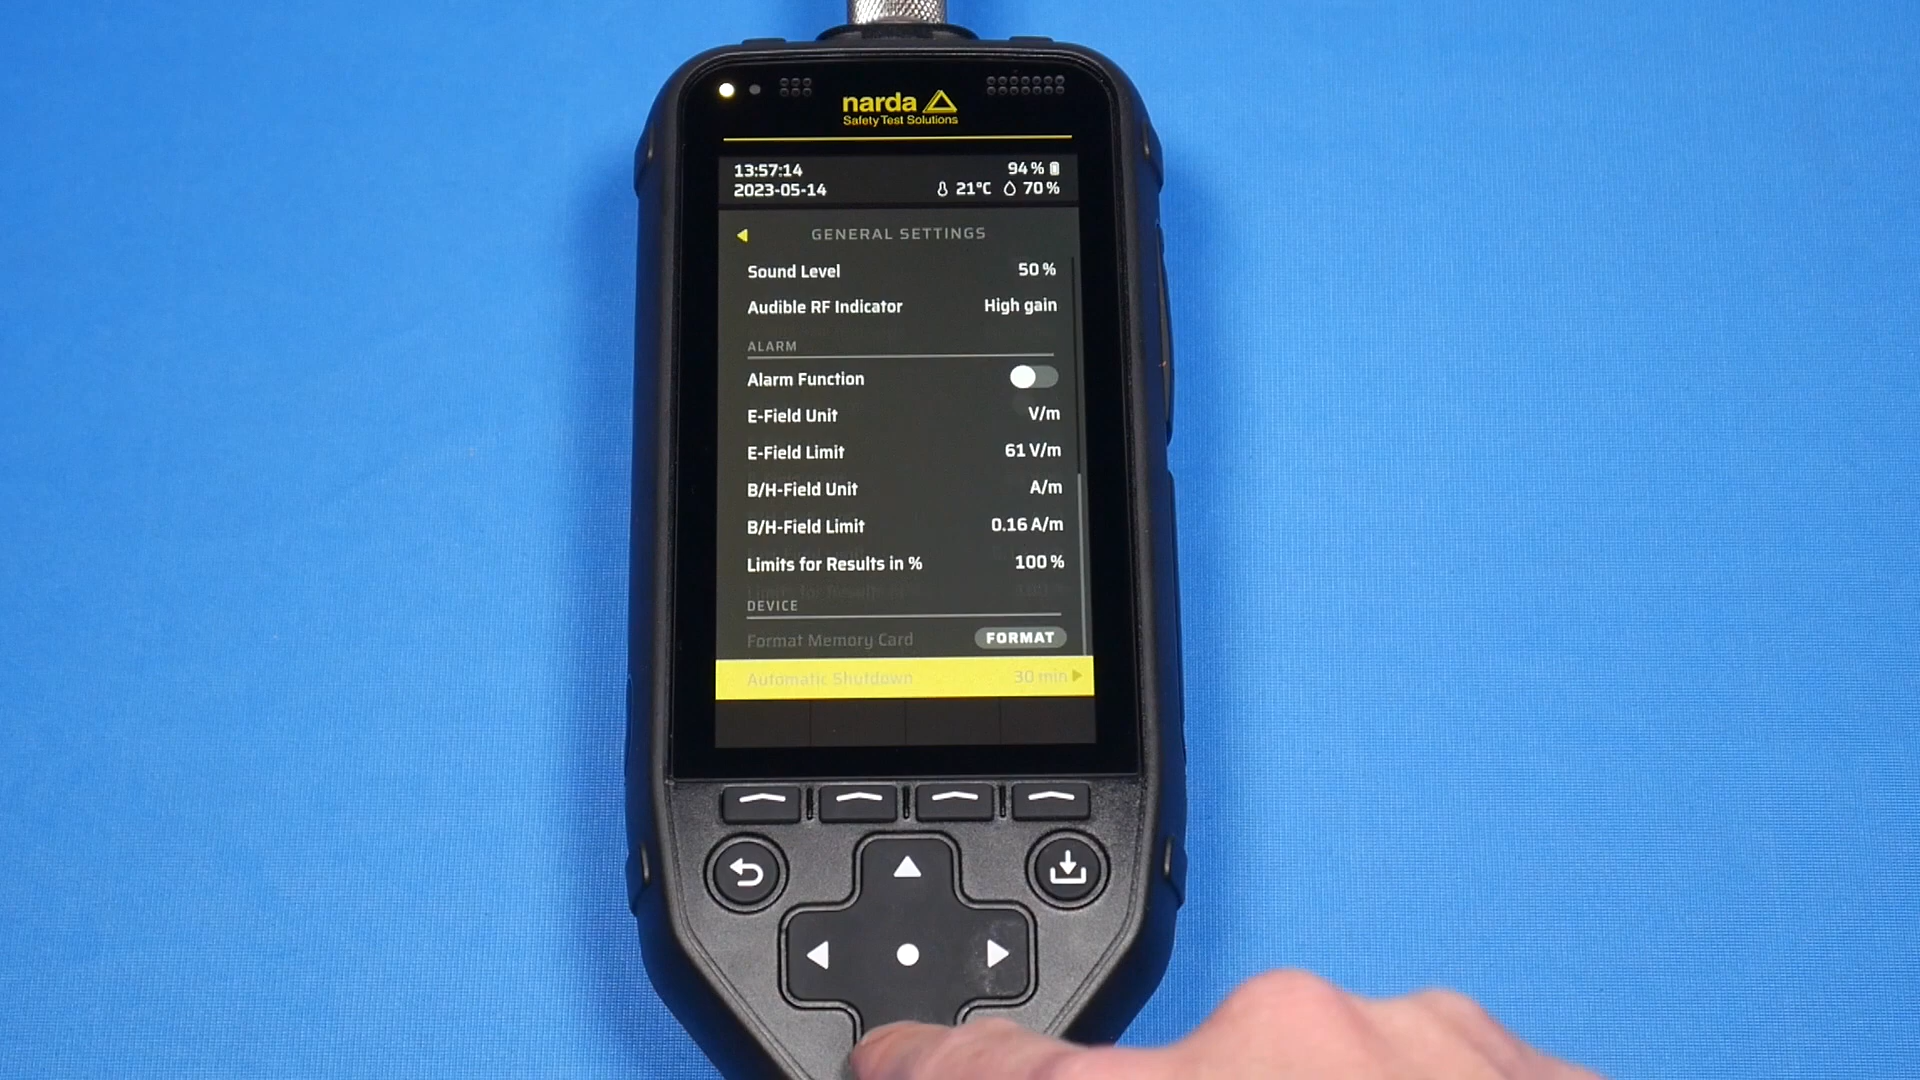 narda
Safety Test Solutions
13:57:14 94 %
2023-05-14 21°C 70 %
GENERAL SETTINGS
Sound Level 50 %
Audible RF Indicator High gain
ALARM
Alarm Function
E-Field Unit V/m
E-Field Limit 61 V/m
B/H-Field Unit A/m
B/H-Field Limit 0.16 A/m
Limits for Results in % 100 %
DEVICE
Format Memory Card FORMAT
Automatic Shutdown 30 min